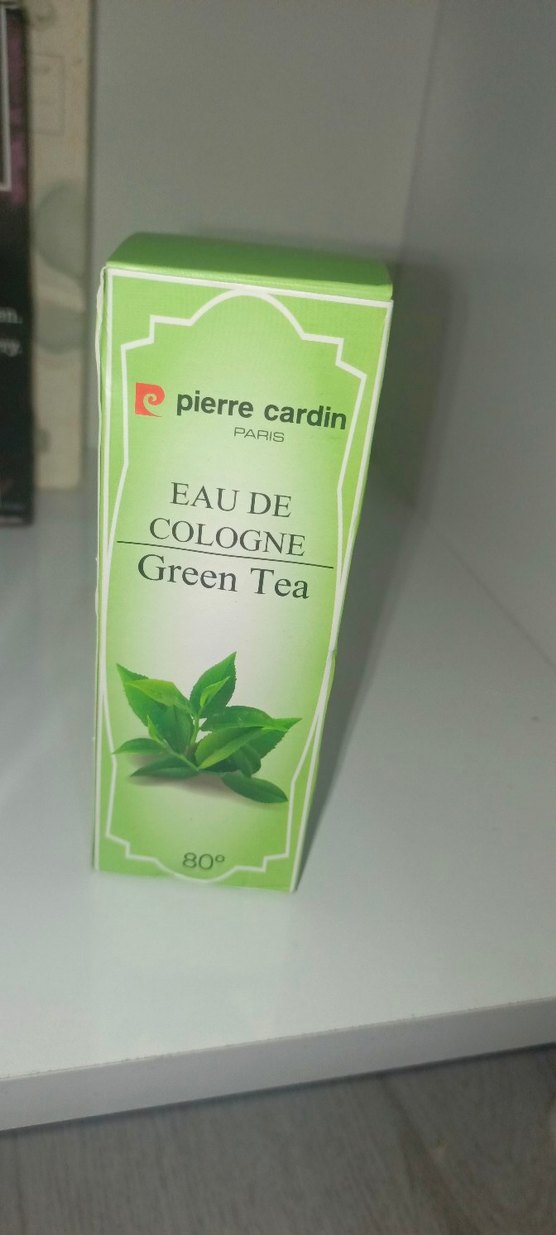 pierre cardin
PARIS
EAU DE
COLOGNE
Green Tea
80°